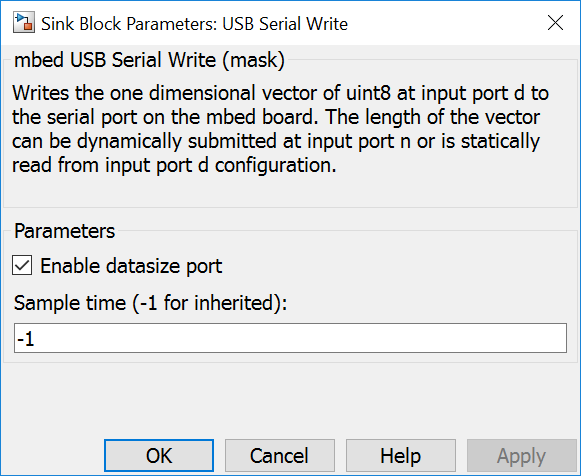 Sink Block Parameters: USB Serial Write
mbed USB Serial Write (mask)
Writes the one dimensional vector of uint8 at input port d to
the serial port on the mbed board. The length of the vector
can be dynamically submitted at input port n or is statically
read from input port d configuration.
Parameters
Enable datasize port
Sample time (-1 for inherited):
-1
OK Cancel Help Apply